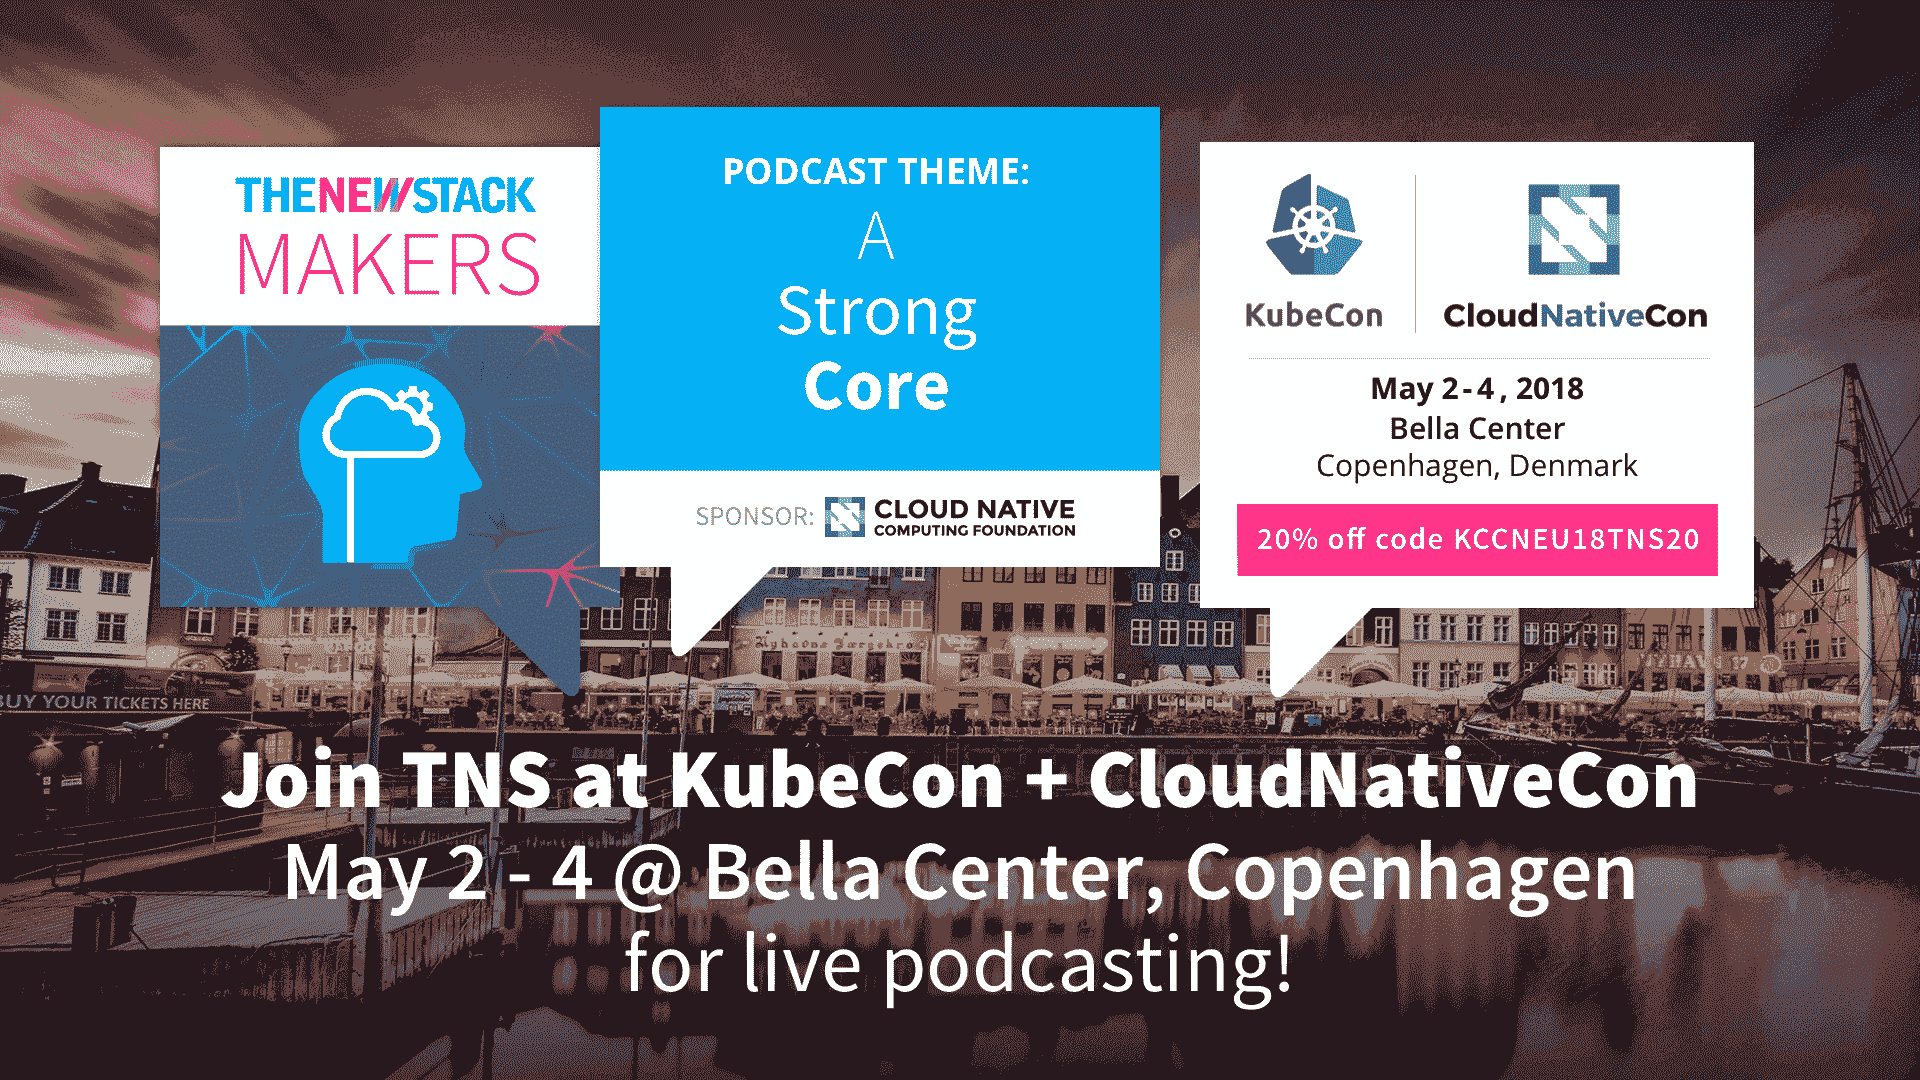 THENEWSTACK
MAKERS
PODCAST THEME:
A
Strong
Core
SPONSOR: CLOUD NATIVE
COMPUTING FOUNDATION
KubeCon
CloudNativeCon
May 2 - 4 , 2018
Bella Center
Copenhagen, Denmark
20% off code KCCNEU18TNS20
BUY YOUR TICKETS HERE
NYHAVN 17
Join TNS at KubeCon + CloudNativeCon
May 2 - 4 @ Bella Center, Copenhagen
for live podcasting!